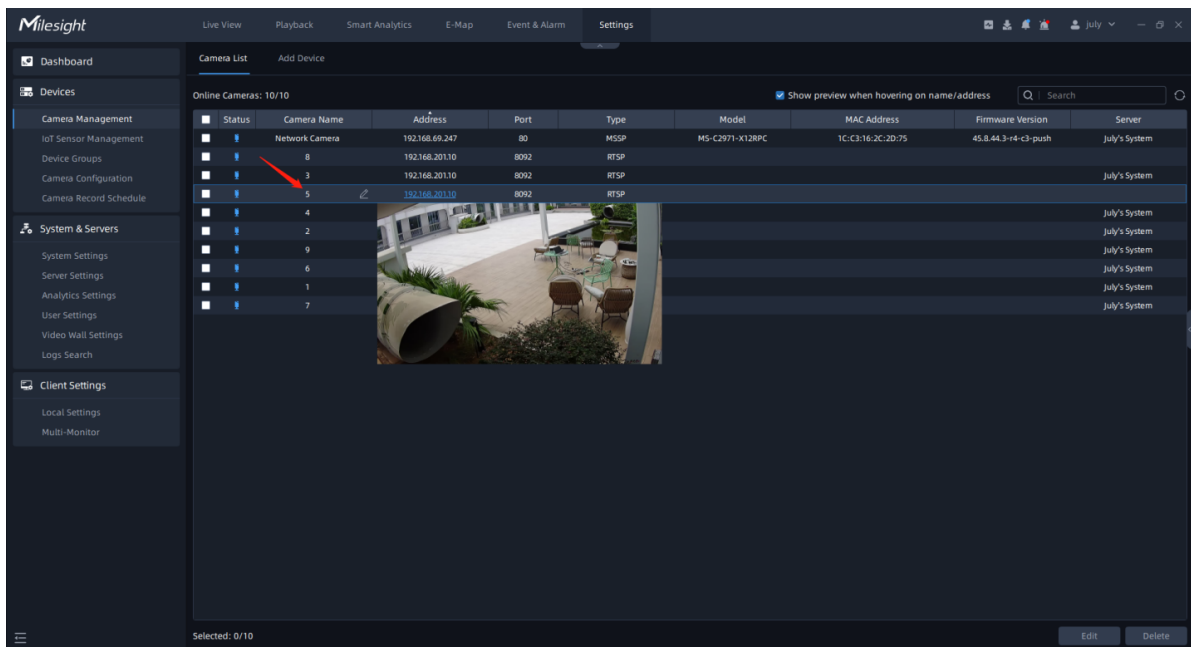 Milesight Live View Playback Smart Analytics E-Map Event & Alarm Settings july
Dashboard
Devices
Camera Management
IoT Sensor Management
Device Groups
Camera Configuration
Camera Record Schedule
System & Servers
System Settings
Server Settings
Analytics Settings
User Settings
Video Wall Settings
Logs Search
Client Settings
Local Settings
Multi-Monitor
Camera List Add Device
Online Cameras: 10/10 Show preview when hovering on name/address Search
Status Camera Name Address Port Type Model MAC Address Firmware Version Server
Network Camera 192.168.69.247 80 MSSP MS-C2971-X12RPC 1C:C3:16:2C:2D:75 45.8.44.3-r4-c3-push July's System
8 192.168.201.10 8092 RTSP
3 192.168.201.10 8092 RTSP July's System
5 192.168.201.10 8092 RTSP
4 July's System
2 July's System
9 July's System
6 July's System
1 July's System
7 July's System
Selected: 0/10 Edit Delete